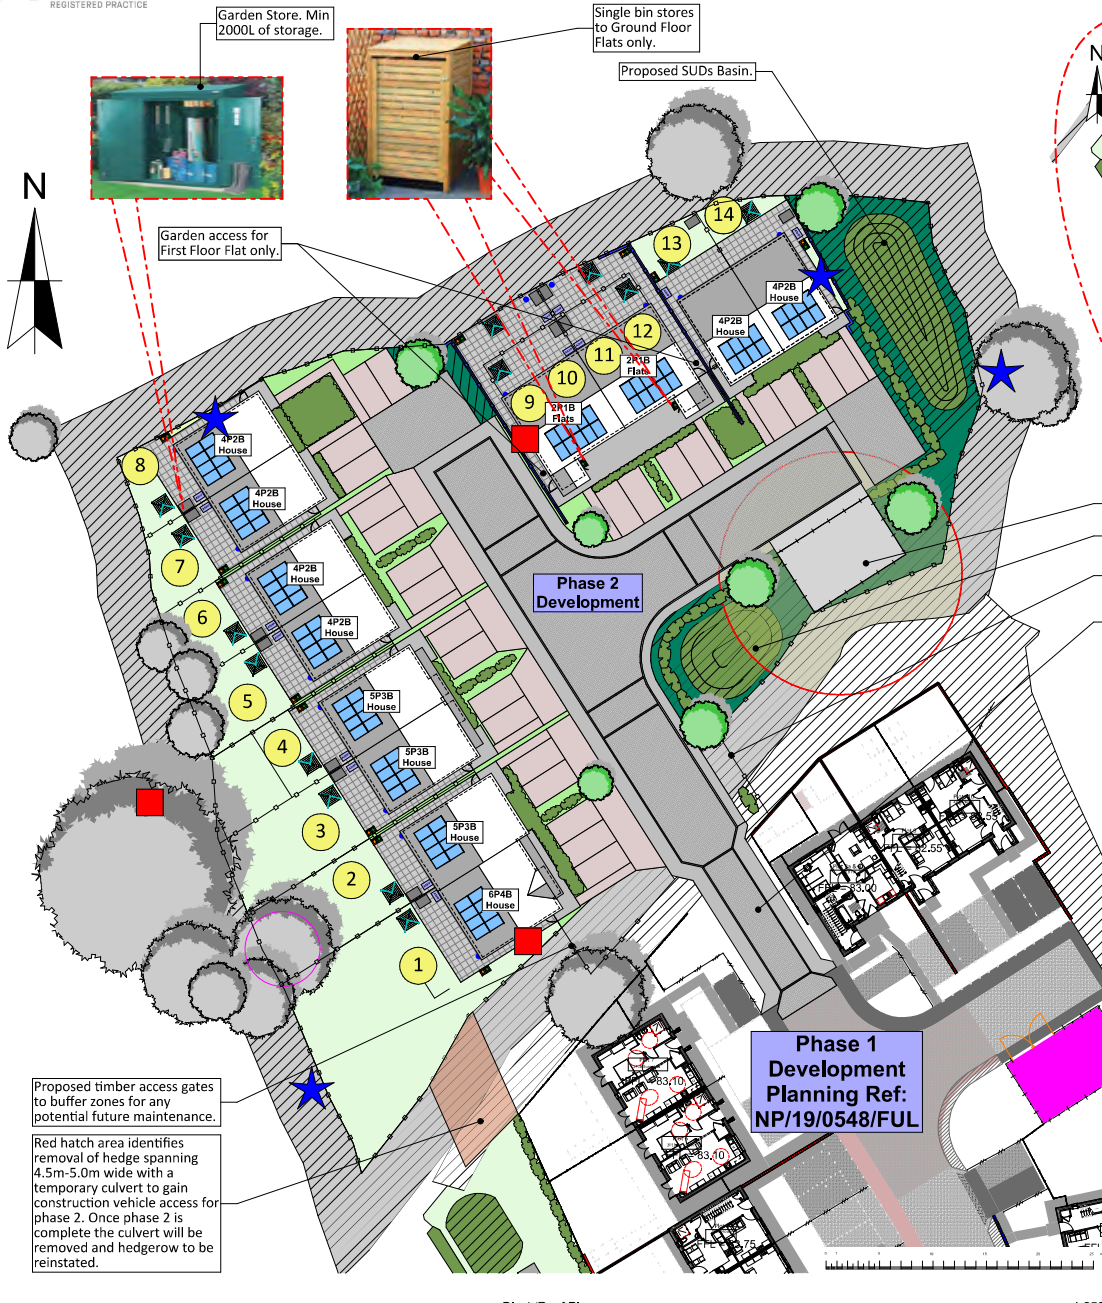 REGISTERED PRACTICE
Garden Store. Min
2000L of storage.
Single bin stores
to Ground Floor
Flats only.
Proposed SUDs Basin.
N
N
Garden access for
First Floor Flat only.
14
13
12
11
10
9
4P2B
House
4P2B
House
2P1B
Flats
2P1B
Flats
8
7
6
5
4
3
2
1
4P2B
House
4P2B
House
4P2B
House
4P2B
House
5P3B
House
5P3B
House
5P3B
House
6P4B
House
Phase 2
Development
FFL = 83.00
83.10
83.10
Phase 1
Development
Planning Ref:
NP/19/0548/FUL
Proposed timber access gates
to buffer zones for any
potential future maintenance.
Red hatch area identifies
removal of hedge spanning
4.5m-5.0m wide with a
temporary culvert to gain
construction vehicle access for
phase 2. Once phase 2 is
complete the culvert will be
removed and hedgerow to be
reinstated.